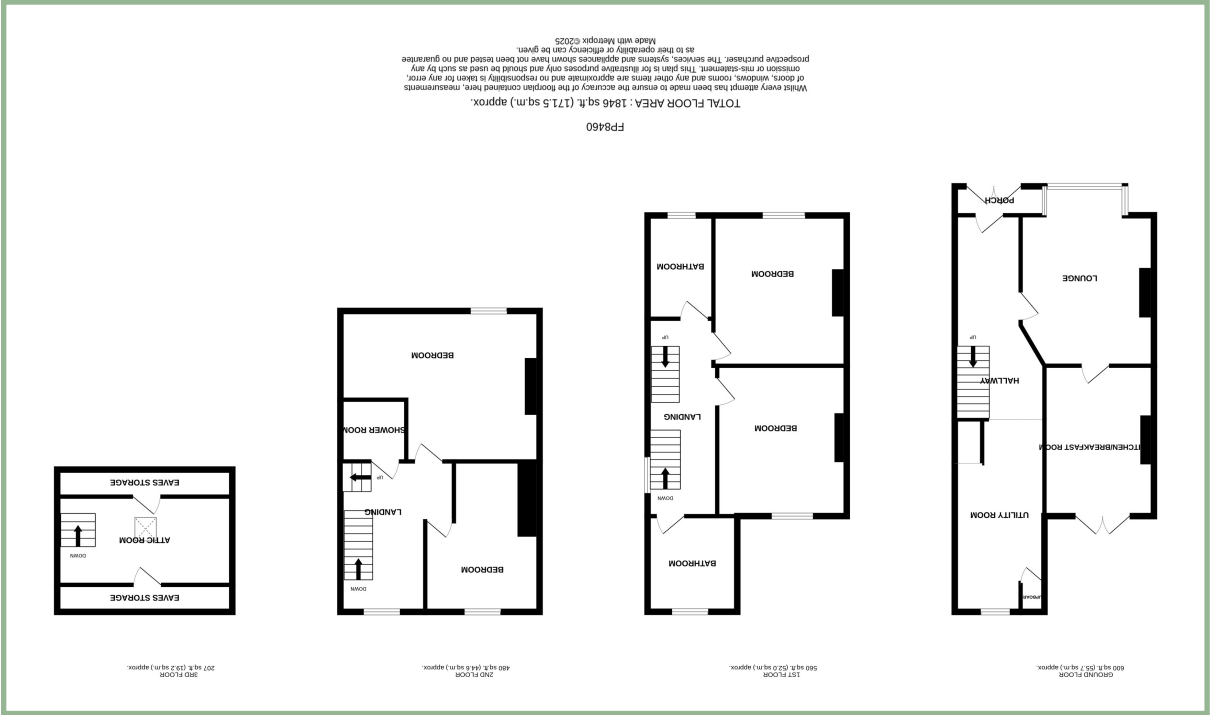 GROUND FLOOR
600 sq.ft. (55.7 sq.m.) approx.
UPBOAR
UTILITY ROOM
ITCHEN/BREAKFAST ROOM
HALLWAY
UP
LOUNGE
PORCH
1ST FLOOR
560 sq.ft. (52.0 sq.m.) approx.
BATHROOM
DOWN
BEDROOM
LANDING
UP
BEDROOM
BATHROOM
2ND FLOOR
480 sq.ft. (44.6 sq.m.) approx.
DOWN
BEDROOM
LANDING
UP
SHOWER ROOM
BEDROOM
3RD FLOOR
207 sq.ft. (19.2 sq.m.) approx.
EAVES STORAGE
DOWN
ATTIC ROOM
EAVES STORAGE
FP8460
TOTAL FLOOR AREA : 1846 sq.ft. (171.5 sq.m.) approx.
Whilst every attempt has been made to ensure the accuracy of the floorplan contained here, measurements
of doors, windows, rooms and any other items are approximate and no responsibility is taken for any error,
omission or mis-statement. This plan is for illustrative purposes only and should be used as such by any
prospective purchaser. The services, systems and appliances shown have not been tested and no guarantee
as to their operability or efficiency can be given.
Made with Metropix ©2025